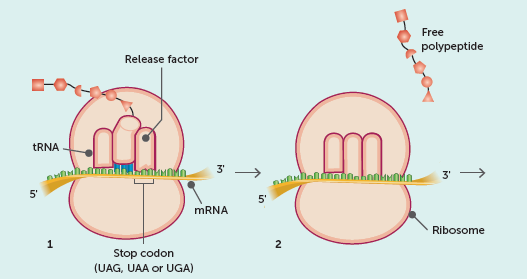 Release factor
tRNA
3'
5'
mRNA
1
Stop codon
(UAG, UAA or UGA)
Free
polypeptide
3'
5'
Ribosome
2